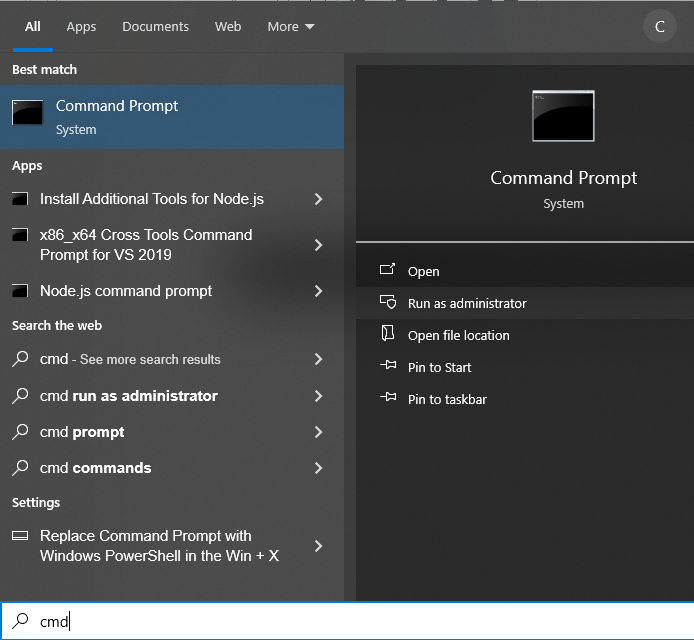 All Apps Documents Web More
C
Best match
Command Prompt
System
Apps
Install Additional Tools for Node.js
x86_x64 Cross Tools Command
Prompt for VS 2019
Node.js command prompt
Search the web
cmd - See more search results
cmd run as administrator
cmd prompt
cmd commands
Settings
Replace Command Prompt with
Windows PowerShell in the Win + X
cmd
Command Prompt
System
Open
Run as administrator
Open file location
Pin to Start
Pin to taskbar